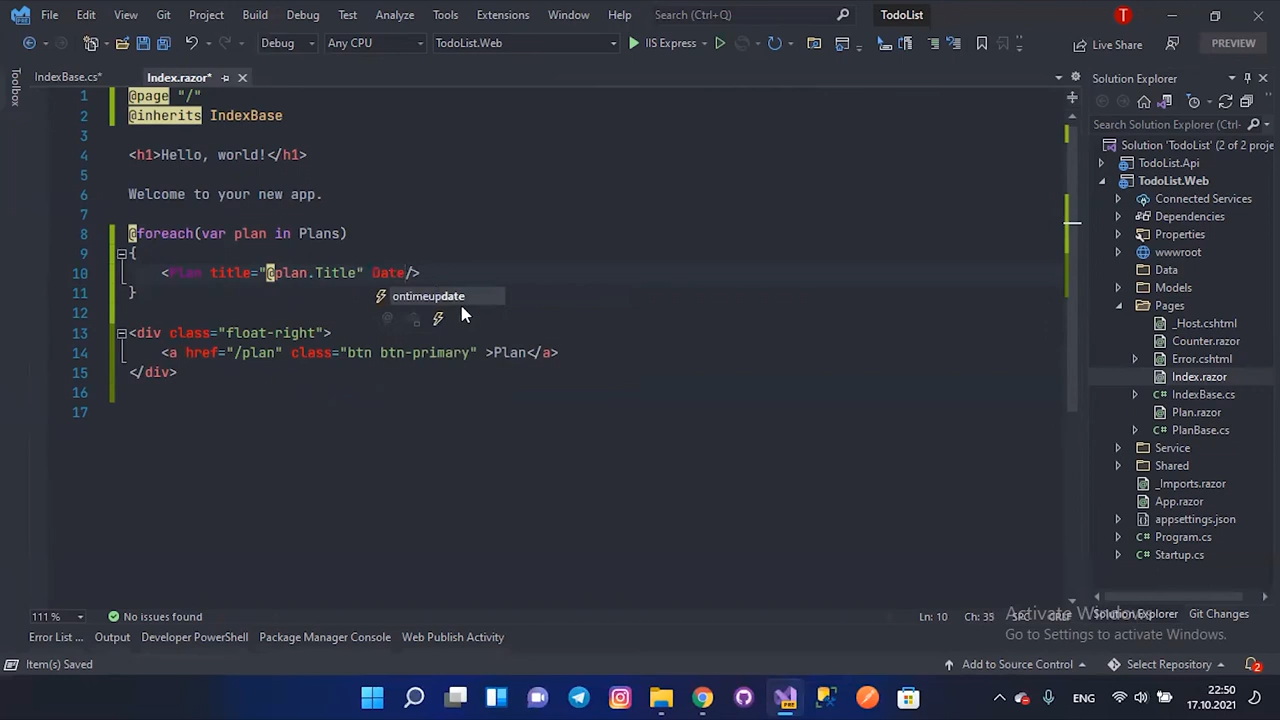 File Edit View Git Project Build Debug Test Analyze Tools Extensions Window Help Search (Ctrl+Q) TodoList T
Debug Any CPU TodoList.Web IIS Express Live Share PREVIEW
Toolbox
IndexBase.cs* Index.razor*
1 @page "/"
2 @inherits IndexBase
3
4 <h1>Hello, world!</h1>
5
6 Welcome to your new app.
7
8 @foreach(var plan in Plans)
9 {
10 <Plan title="@plan.Title" Date/>
ontimeupdate
11 }
12
13 <div class="float-right">
14 <a href="/plan" class="btn btn-primary" >Plan</a>
15 </div>
16
17
Solution Explorer
Search Solution Explorer (Ctrl+
Solution 'TodoList' (2 of 2 proje
TodoList.Api
TodoList.Web
Connected Services
Dependencies
Properties
wwwroot
Data
Models
Pages
_Host.cshtml
Counter.razor
Error.cshtml
Index.razor
IndexBase.cs
Plan.razor
PlanBase.cs
Service
Shared
_Imports.razor
App.razor
appsettings.json
Program.cs
Startup.cs
Solution Explorer Git Changes
111 % No issues found Ln: 10 Ch: 35 SPC CRLF
Activate Windows
Go to Settings to activate Windows.
Error List ... Output Developer PowerShell Package Manager Console Web Publish Activity
Item(s) Saved Add to Source Control Select Repository 2
PRE ENG 22:50
17.10.2021